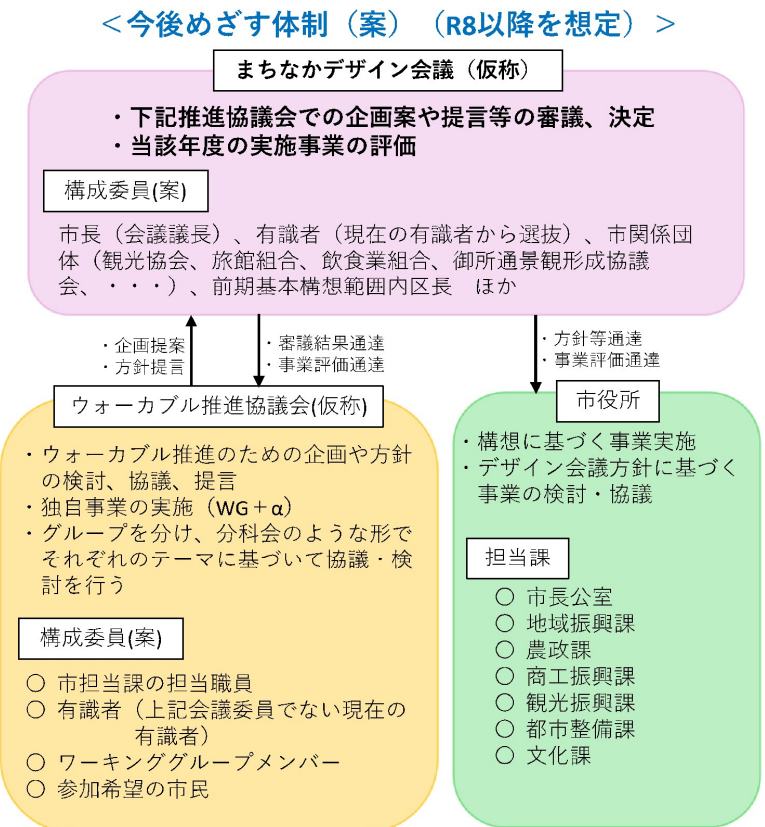 ＜今後めざす体制（案）（R8以降を想定）＞
まちなかデザイン会議（仮称）
・下記推進協議会での企画案や提言等の審議、決定
・当該年度の実施事業の評価
構成委員(案)
市長（会議議長）、有識者（現在の有識者から選抜）、市関係団
体（観光協会、旅館組合、飲食業組合、御所通景観形成協議
会、・・・）、前期基本構想範囲内区長　ほか
・企画提案
・方針提言
・審議結果通達
・事業評価通達
・方針等通達
・事業評価通達
ウォーカブル推進協議会(仮称)
・ウォーカブル推進のための企画や方針
の検討、協議、提言
・独自事業の実施（WG＋α）
・グループを分け、分科会のような形で
それぞれのテーマに基づいて協議・検
討を行う
構成委員(案)
○ 市担当課の担当職員
○ 有識者（上記会議委員でない現在の
有識者）
○ ワーキンググループメンバー
○ 参加希望の市民
市役所
・構想に基づく事業実施
・デザイン会議方針に基づく
事業の検討・協議
担当課
○ 市長公室
○ 地域振興課
○ 農政課
○ 商工振興課
○ 観光振興課
○ 都市整備課
○ 文化課